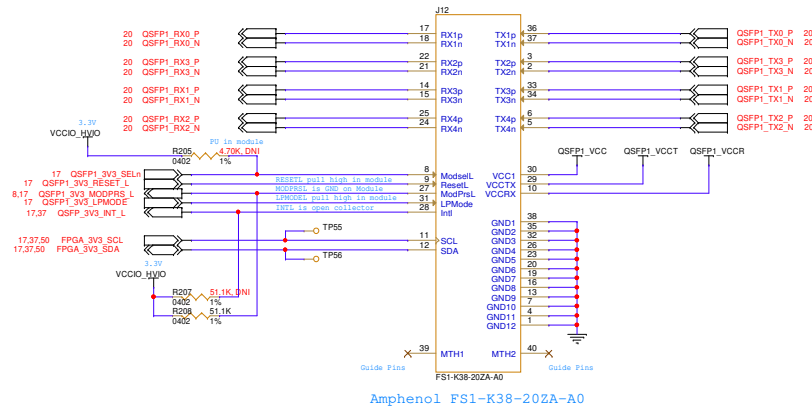 J12
20 QSFP1_RX0_P 17 RX1p TX1p 36 QSFP1_TX0_P 20
20 QSFP1_RX0_N 18 RX1n TX1n 37 QSFP1_TX0_N 20
20 QSFP1_RX3_P 22 RX2p TX2p 3 QSFP1_TX3_P 20
20 QSFP1_RX3_N 21 RX2n TX2n 2 QSFP1_TX3_N 20
20 QSFP1_RX1_P 14 RX3p TX3p 33 QSFP1_TX1_P 20
20 QSFP1_RX1_N 15 RX3n TX3n 34 QSFP1_TX1_N 20
20 QSFP1_RX2_P 25 RX4p TX4p 6 QSFP1_TX2_P 20
20 QSFP1_RX2_N 24 RX4n TX4n 5 QSFP1_TX2_N 20
3.3V
VCCIO_HVIO
PU in module
R205 4.70K, DNI
0402 1%
QSFP1_VCC QSFP1_VCCT QSFP1_VCCR
17 QSFP1_3V3_SELn 8 ModselL VCC1 30
17 QSFP1_3V3_RESET_L RESETL pull high in module 9 ResetL VCCTX 29
8,17 QSFP1_3V3_MODPRS_L MODPRSL is GND on Module 27 ModPrsL VCCRX 10
17 QSFP1_3V3_LPMODE LPMODEL pull high in module 31 LPMode
17,37 QSFP_3V3_INT_L INTL is open collector 28 Intl
TP55
17,37,50 FPGA_3V3_SCL 11 SCL
17,37,50 FPGA_3V3_SDA 12 SDA
TP56
GND1 38
GND2 35
GND3 32
GND4 26
GND5 23
GND6 20
GND7 19
GND8 16
GND9 13
GND10 7
GND11 4
GND12 1
3.3V
VCCIO_HVIO
R207 51.1K, DNI
0402 1%
R208 51.1K
0402 1%
39 MTH1 MTH2 40
Guide Pins Guide Pins
FS1-K38-20ZA-A0
Amphenol FS1-K38-20ZA-A0